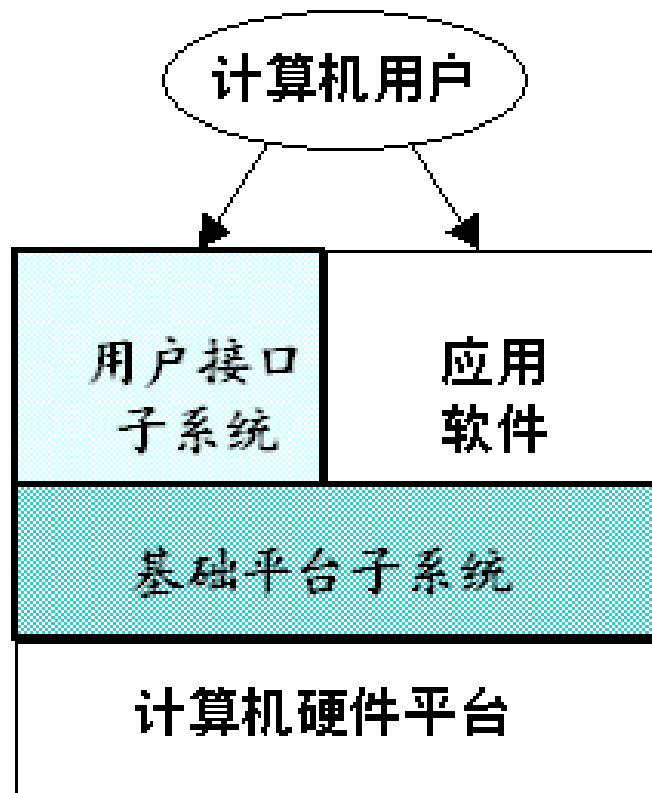 计算机用户
用户接口
子系统
应用
软件
基础平台子系统
计算机硬件平台